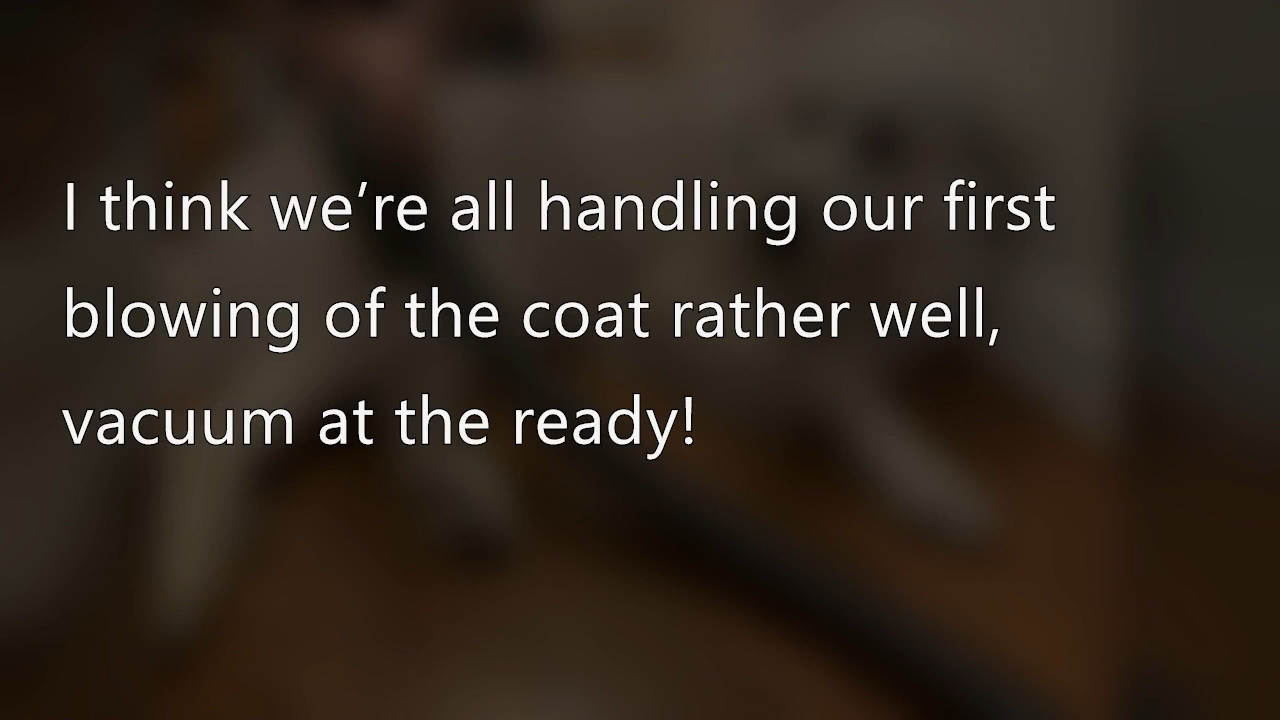 I think we’re all handling our first
blowing of the coat rather well,
vacuum at the ready!